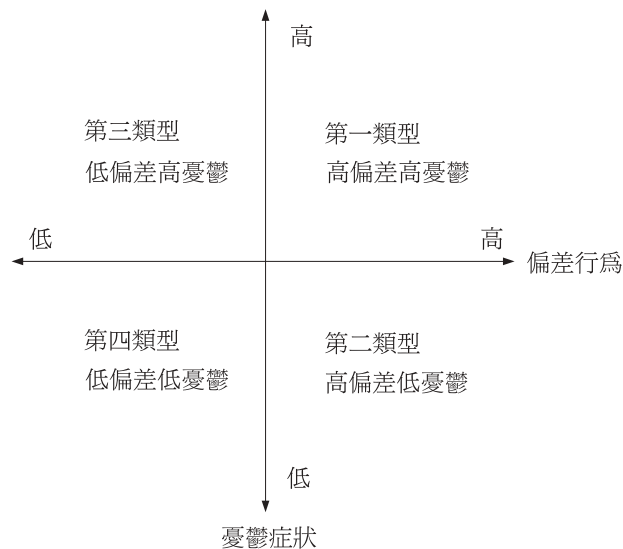 高
第三類型
低偏差高憂鬱
第一類型
高偏差高憂鬱
低
高
偏差行爲
第四類型
低偏差低憂鬱
第二類型
高偏差低憂鬱
低
憂鬱症狀